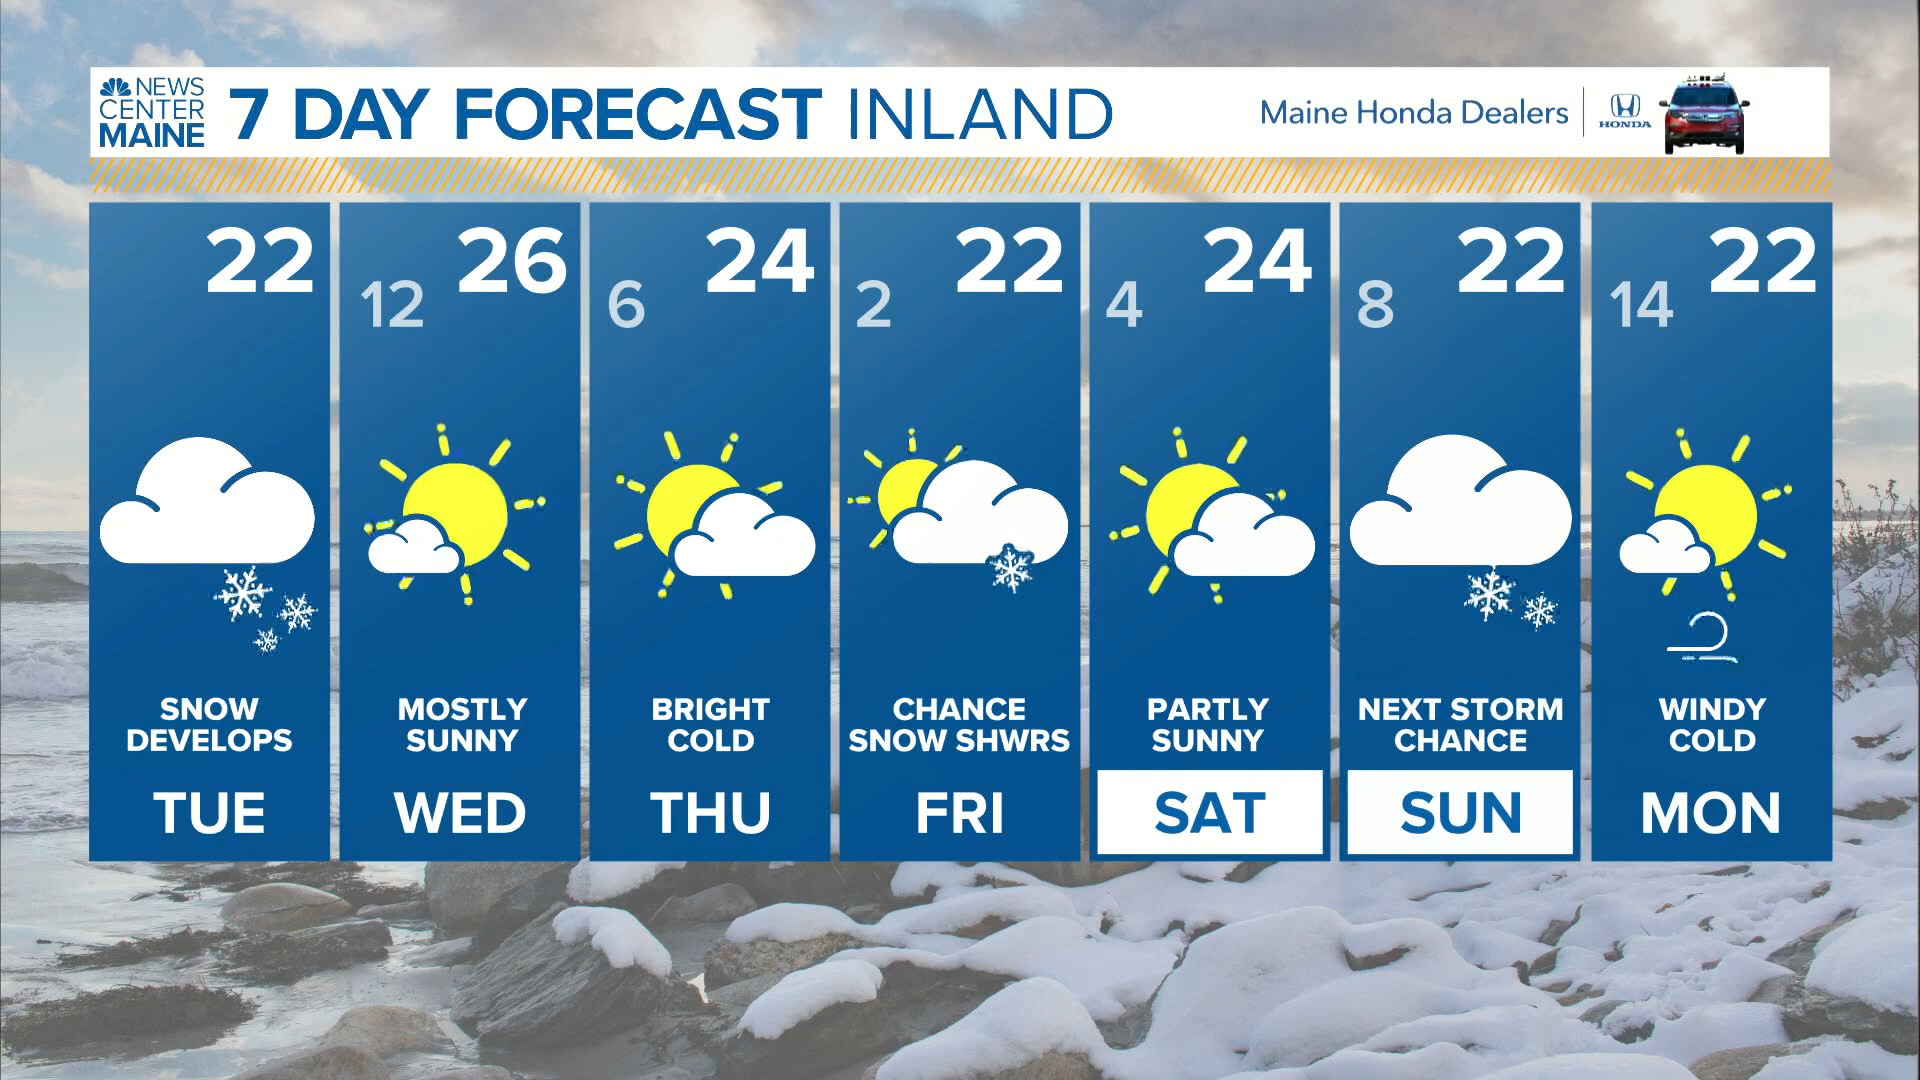 NEWS
CENTER
MAINE
7 DAY FORECAST INLAND
Maine Honda Dealers
HONDA
22
12 26
6 24
2 22
4 24
8 22
14 22
SNOW
DEVELOPS
TUE
MOSTLY
SUNNY
WED
BRIGHT
COLD
THU
CHANCE
SNOW SHWRS
FRI
PARTLY
SUNNY
SAT
NEXT STORM
CHANCE
SUN
WINDY
COLD
MON